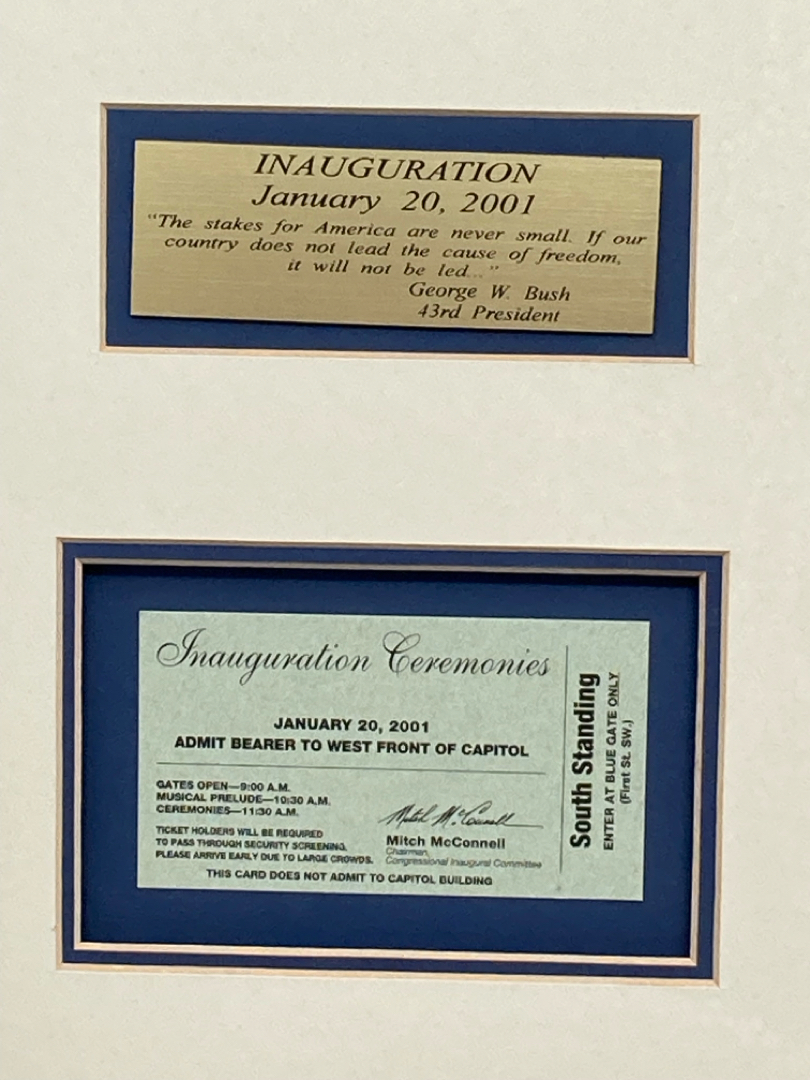 INAUGURATION
January 20, 2001
"The stakes for America are never small. If our
country does not lead the cause of freedom,
it will not be led..."
George W. Bush
43rd President
Inauguration Ceremonies
JANUARY 20, 2001
ADMIT BEARER TO WEST FRONT OF CAPITOL
GATES OPEN—9:00 A.M.
MUSICAL PRELUDE—10:30 A.M.
CEREMONIES—11:30 A.M.
TICKET HOLDERS WILL BE REQUIRED
TO PASS THROUGH SECURITY SCREENING.
PLEASE ARRIVE EARLY DUE TO LARGE CROWDS.
Mitch McConnell
Mitch McConnell
Chairman,
Congressional Inaugural Committee
THIS CARD DOES NOT ADMIT TO CAPITOL BUILDING
South Standing
ENTER AT BLUE GATE ONLY
(First St. SW.)